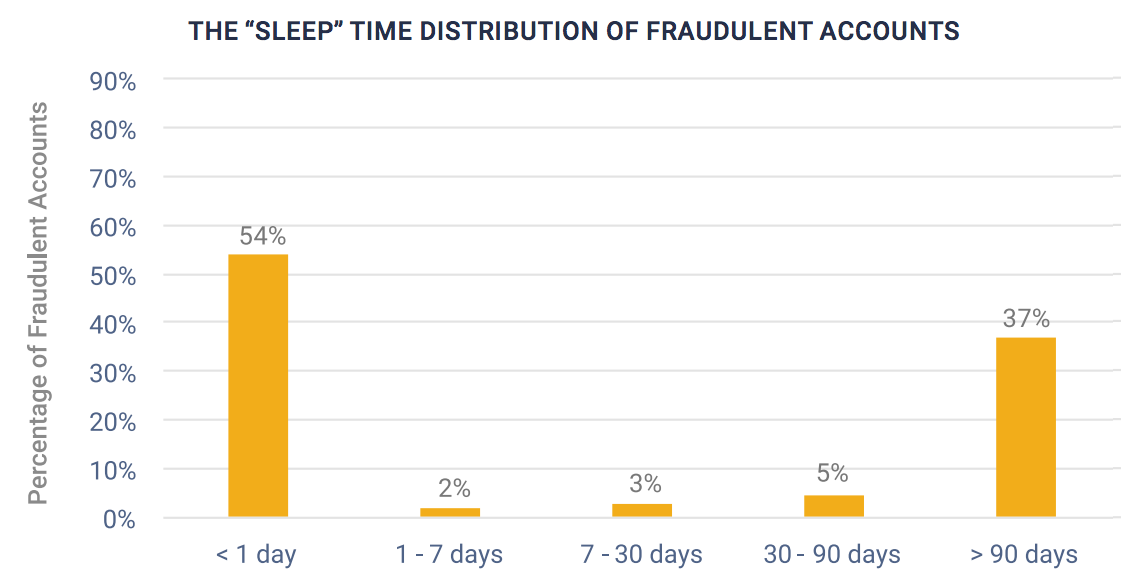 THE “SLEEP” TIME DISTRIBUTION OF FRAUDULENT ACCOUNTS
Percentage of Fraudulent Accounts
90%
80%
70%
60%
50%
40%
30%
20%
10%
0%
54%
2%
3%
5%
37%
< 1 day
1 - 7 days
7 - 30 days
30 - 90 days
> 90 days